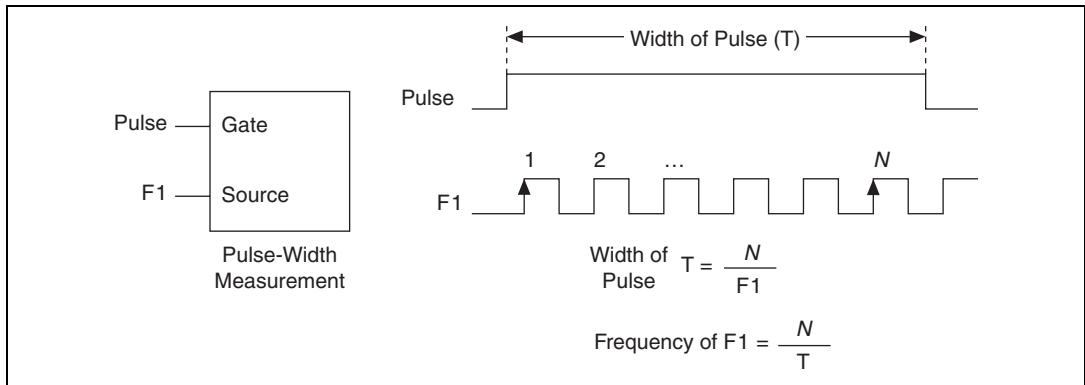 Width of Pulse (T)
Pulse
Pulse Gate
1 2 … N
F1 Source
F1
Pulse-Width
Measurement
Width of
Pulse
T = N
F1
Frequency of F1 = N
T